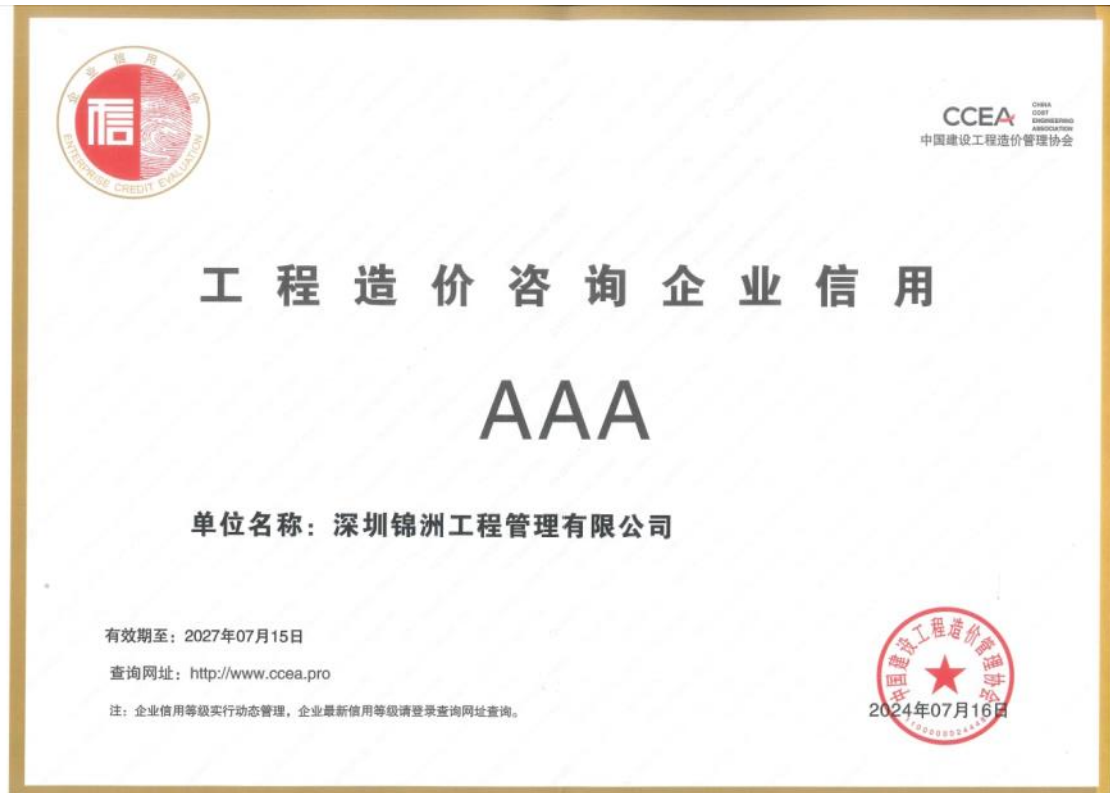 企业信用评价
信
ENTERPRISE CREDIT EVALUATION
CCEA
CHINA
COST
ENGINEERING
ASSOCIATION
中国建设工程造价管理协会
工程造价咨询企业信用
AAA
单位名称：深圳锦洲工程管理有限公司
有效期至：2027年07月15日
查询网址：http://www.ccea.pro
注：企业信用等级实行动态管理，企业最新信用等级请登录查询网址查询。
中国建设工程造价管理协会
2024年07月16日